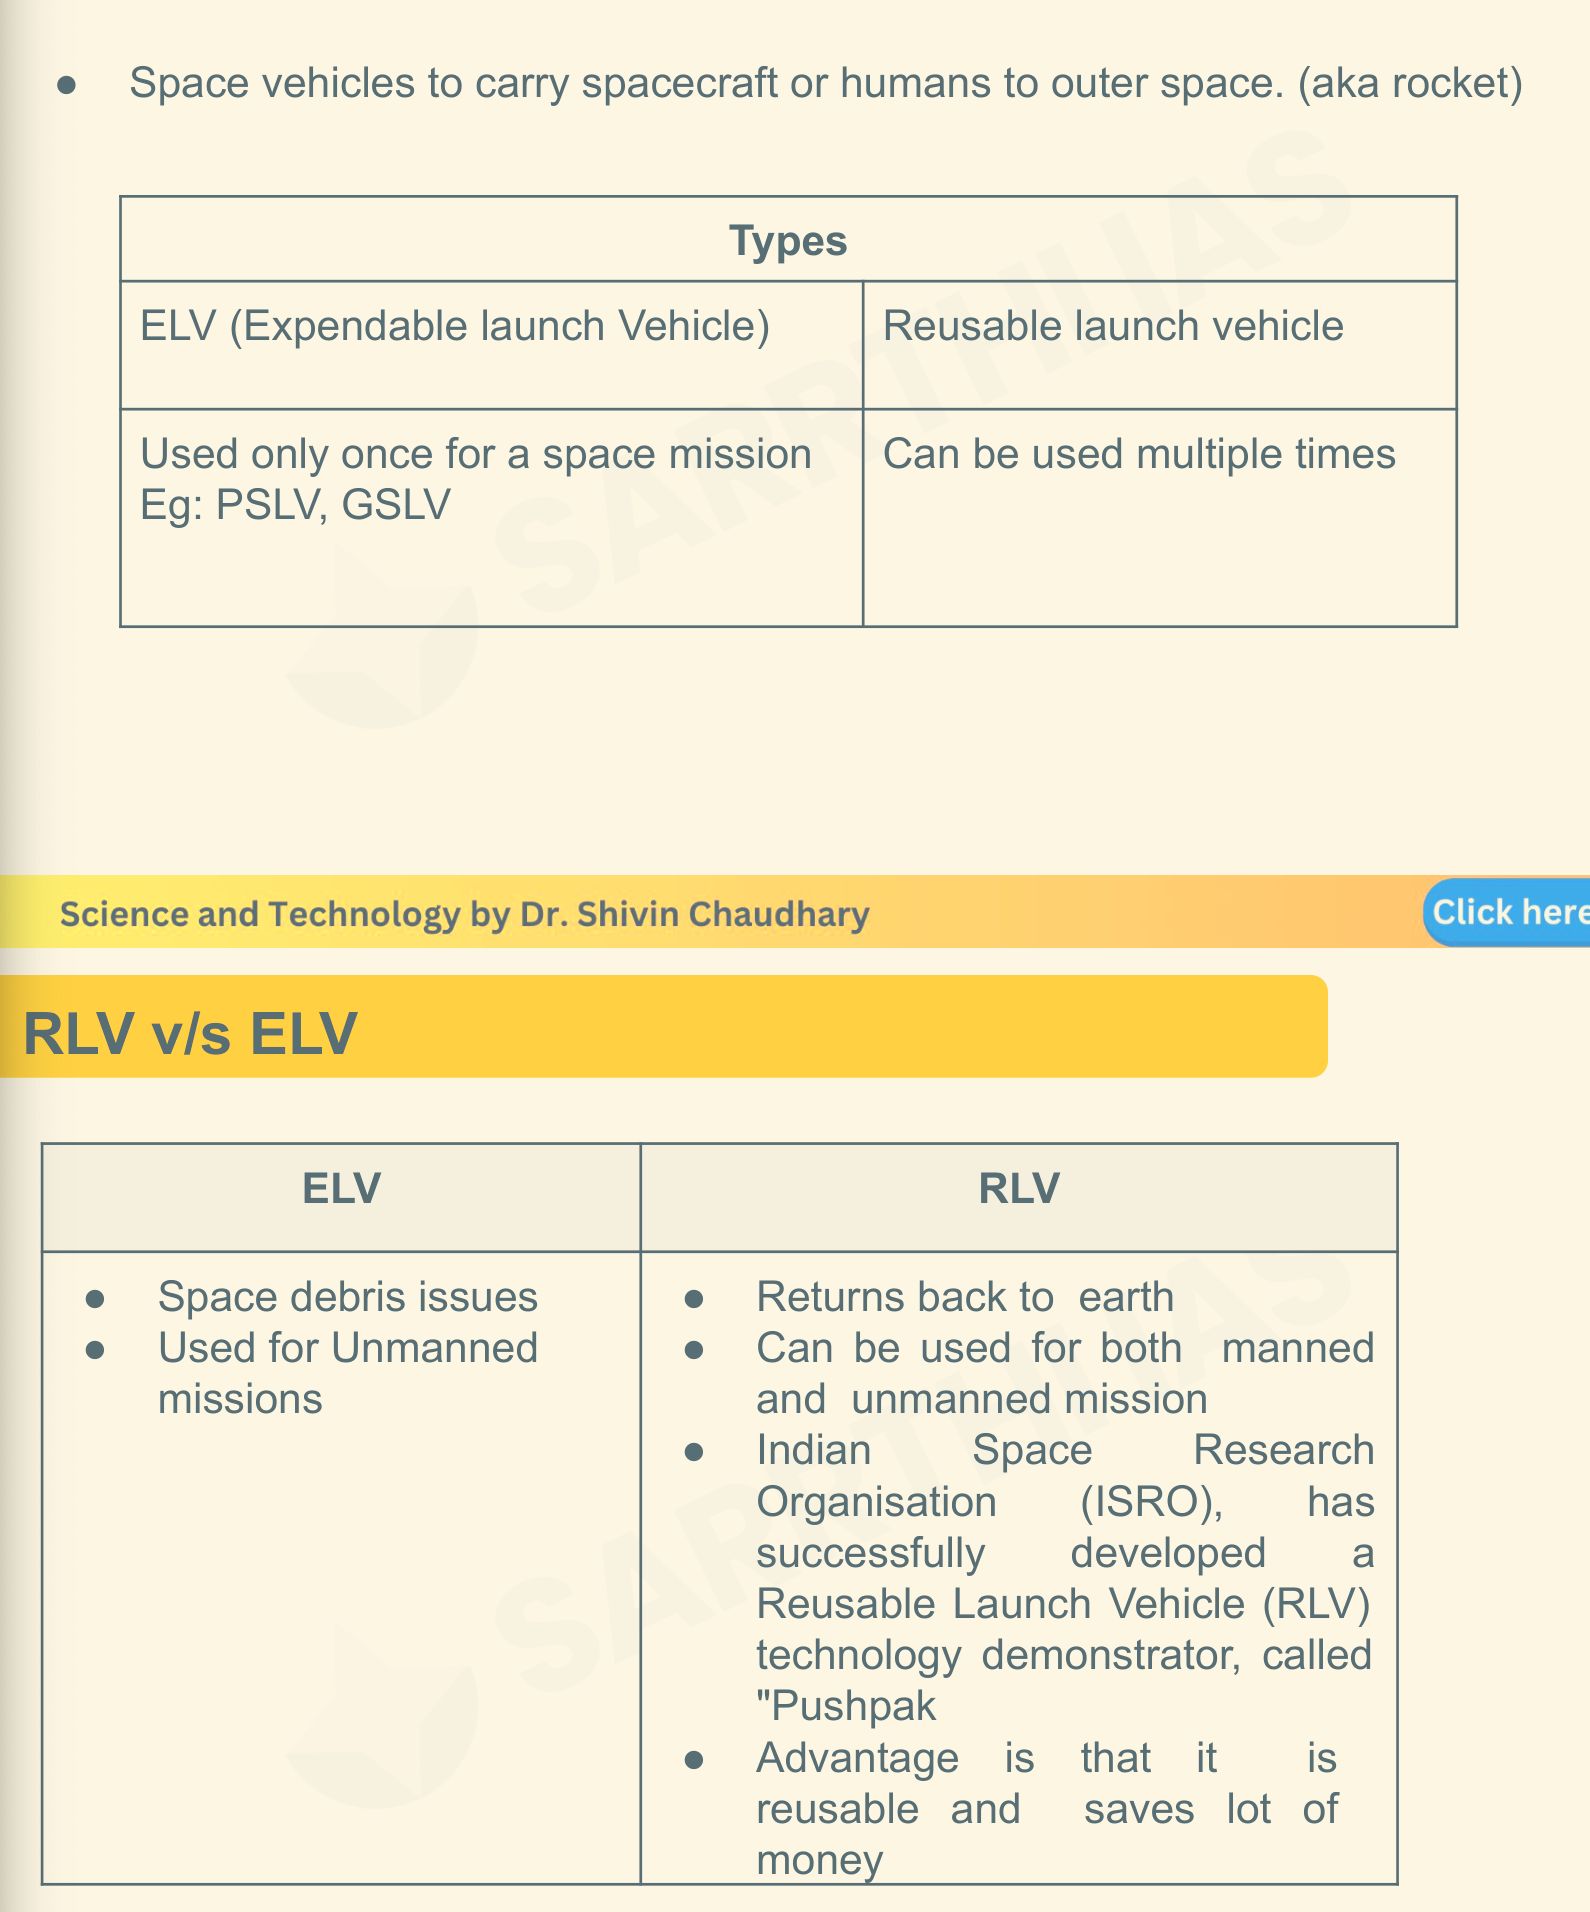 ● Space vehicles to carry spacecraft or humans to outer space. (aka rocket)
Types
ELV (Expendable launch Vehicle)
Reusable launch vehicle
Used only once for a space mission
Eg: PSLV, GSLV
Can be used multiple times
SARRTHI IAS
Science and Technology by Dr. Shivin Chaudhary
Click here
RLV v/s ELV
ELV
RLV
● Space debris issues
● Used for Unmanned
missions
● Returns back to earth
● Can be used for both manned
and unmanned mission
● Indian Space Research
Organisation (ISRO), has
successfully developed a
Reusable Launch Vehicle (RLV)
technology demonstrator, called
"Pushpak
● Advantage is that it is
reusable and saves lot of
money
SARRTHI IAS